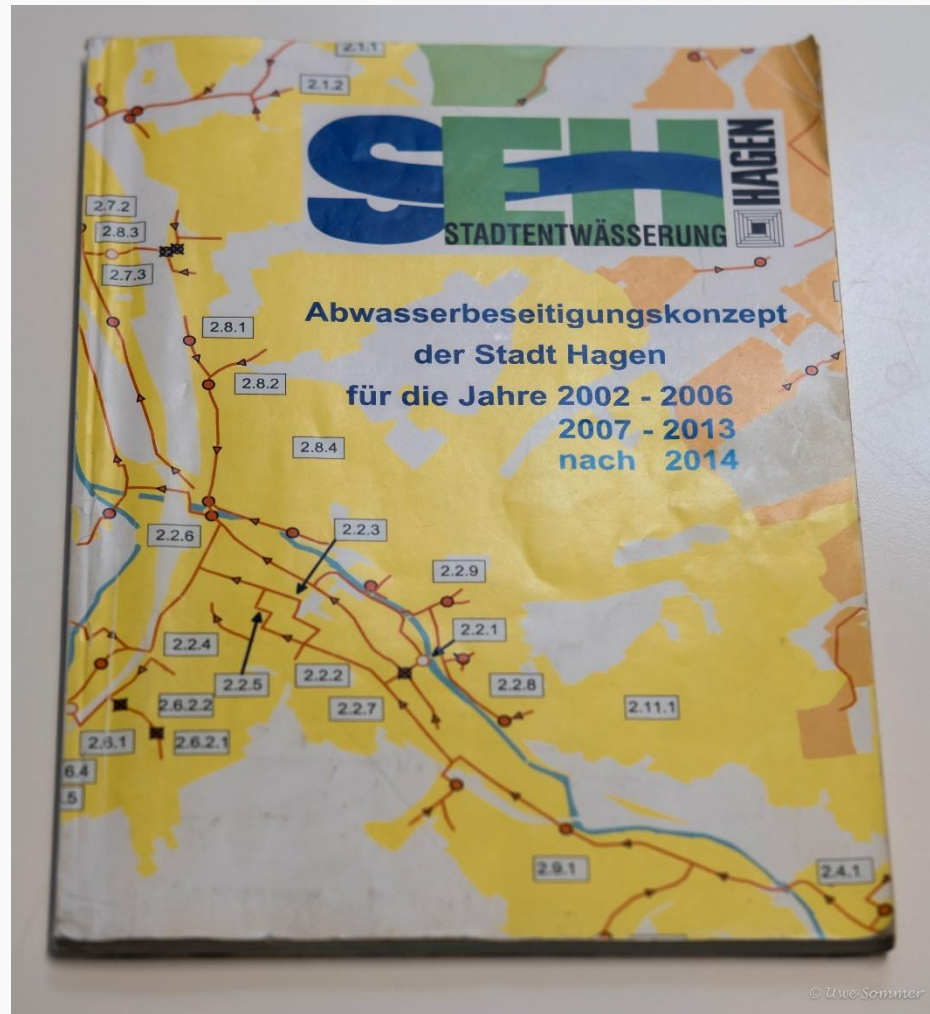 2.1.1
2.1.2
SEH
HAGEN
STADTENTWÄSSERUNG
2.7.2
2.8.3
2.7.3
Abwasserbeseitigungskonzept
der Stadt Hagen
für die Jahre 2002 - 2006
2007 - 2013
nach 2014
2.8.1
2.8.2
2.8.4
2.2.6
2.2.3
2.2.9
2.2.1
2.2.4
2.2.5
2.2.2
2.2.8
2.2.7
2.6.2.2
2.11.1
2.6.1
2.6.2.1
6.4
.5
2.9.1
2.4.1
© Uwe Sommer